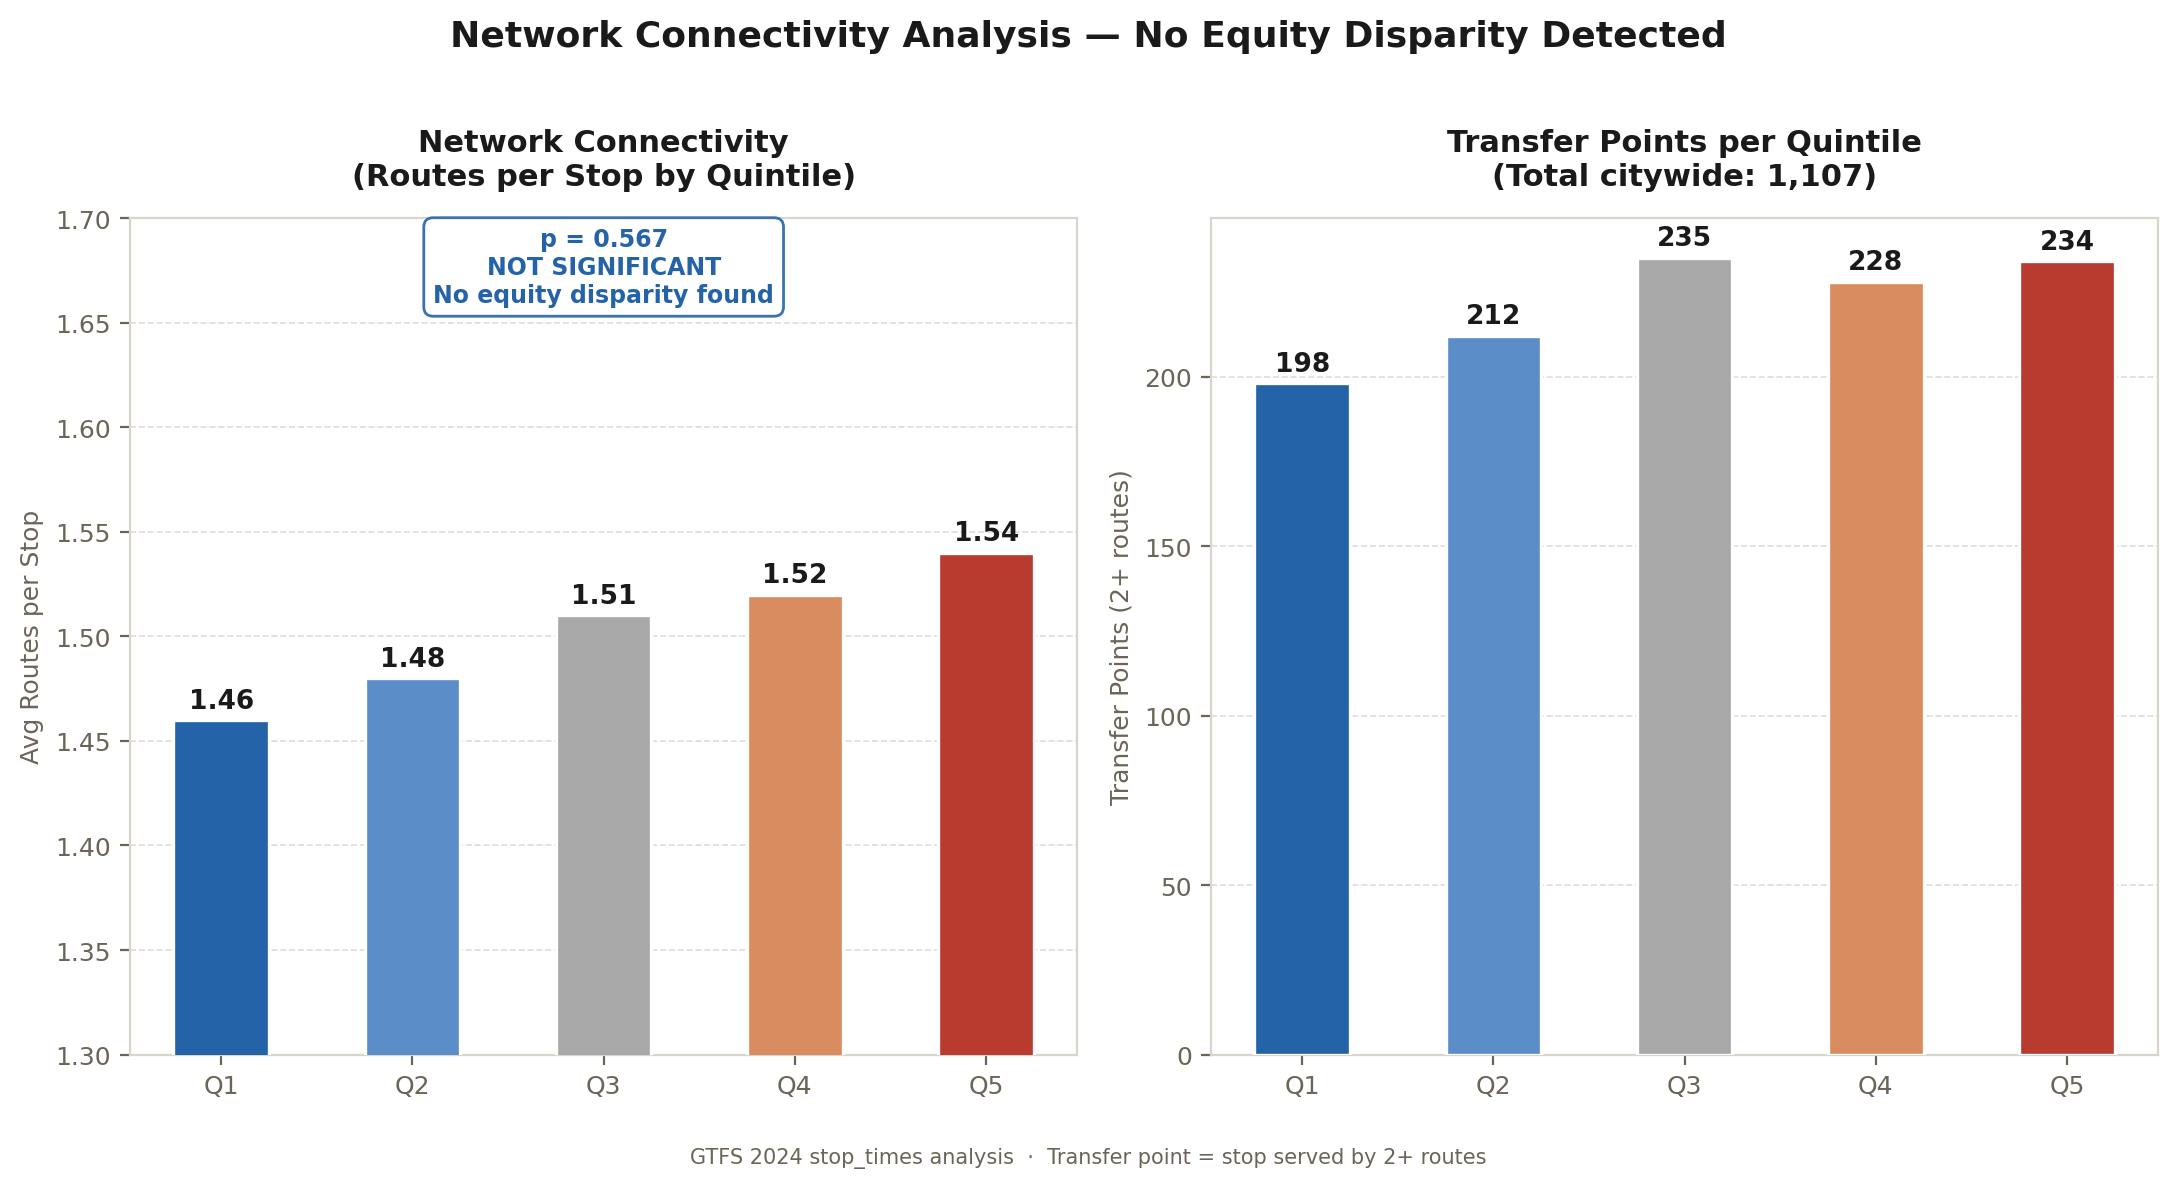 Network Connectivity Analysis — No Equity Disparity Detected
Network Connectivity
(Routes per Stop by Quintile)
p = 0.567
NOT SIGNIFICANT
No equity disparity found
Avg Routes per Stop
1.70
1.65
1.60
1.55
1.50
1.45
1.40
1.35
1.30
1.46
1.48
1.51
1.52
1.54
Q1
Q2
Q3
Q4
Q5
Transfer Points per Quintile
(Total citywide: 1,107)
Transfer Points (2+ routes)
200
150
100
50
0
198
212
235
228
234
Q1
Q2
Q3
Q4
Q5
GTFS 2024 stop_times analysis · Transfer point = stop served by 2+ routes